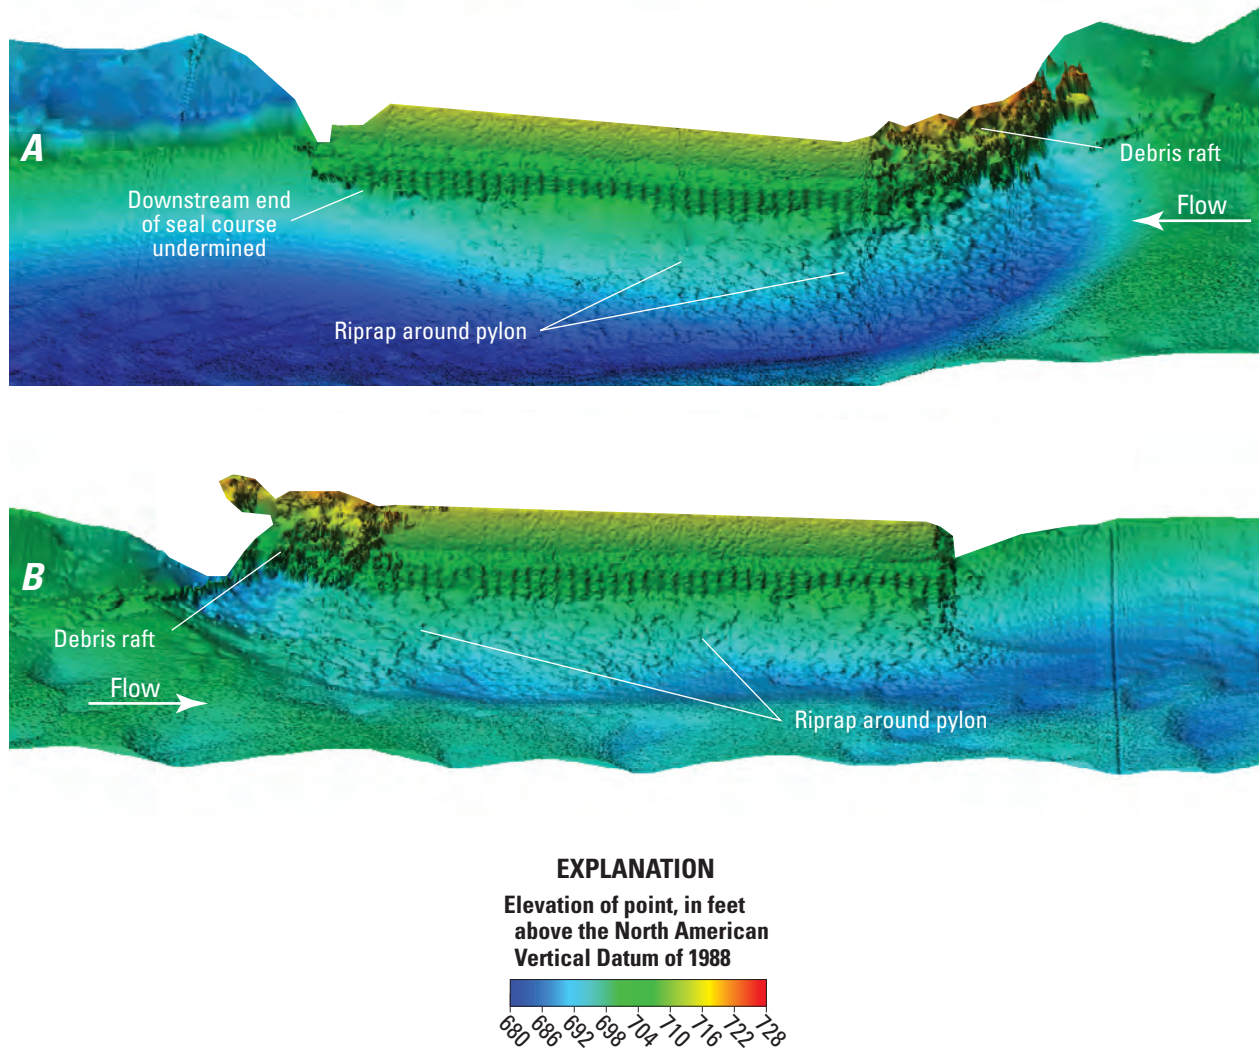 A
Debris raft
Flow
Downstream end
of seal course
undermined
Riprap around pylon
B
Debris raft
Flow
Riprap around pylon
EXPLANATION
Elevation of point, in feet
above the North American
Vertical Datum of 1988
680 686 692 698 704 710 716 722 728